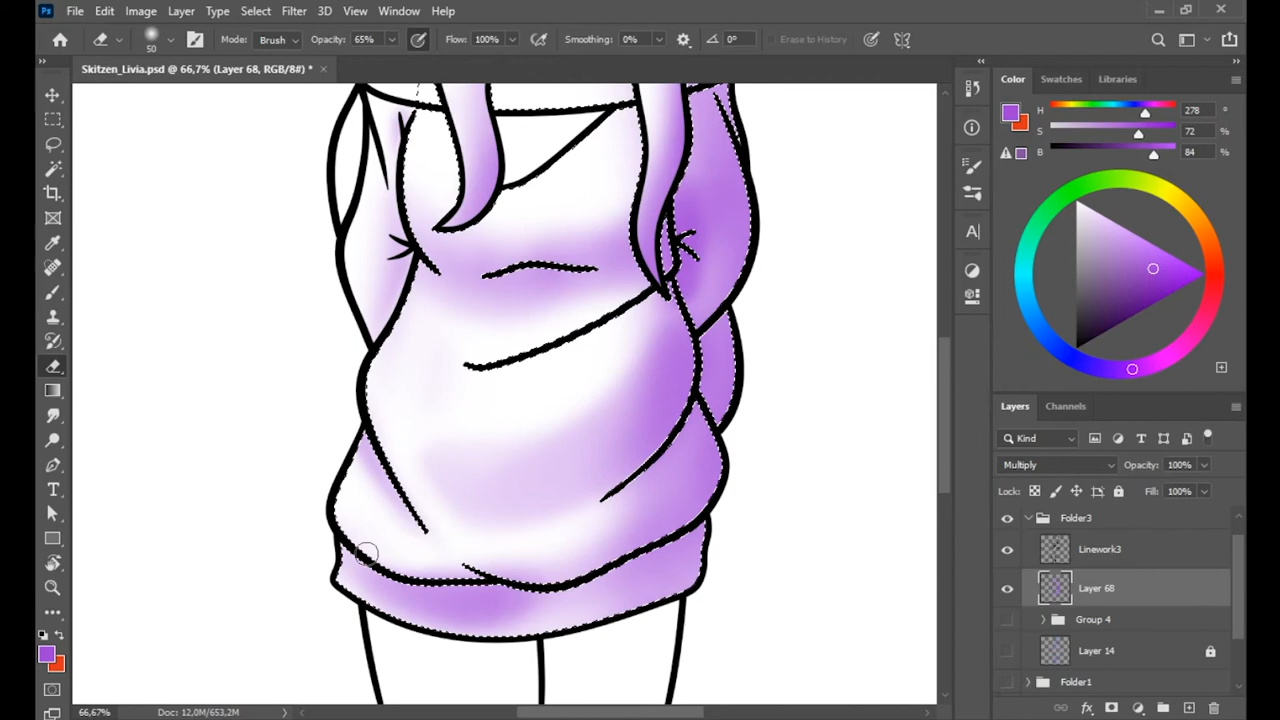 Ps File Edit Image Layer Type Select Filter 3D View Window Help
50 Mode: Brush Opacity: 65% Flow: 100% Smoothing: 0% 0° Erase to History
Skitzen_Livia.psd @ 66,7% (Layer 68, RGB/8#) *
Color Swatches Libraries
H 278 °
S 72 %
B 84 %
Layers Channels
Kind
Multiply Opacity: 100%
Lock: Fill: 100%
Folder3
Linework3
Layer 68
Group 4
Layer 14
Folder1
66,67% Doc: 12,0M/653,2M